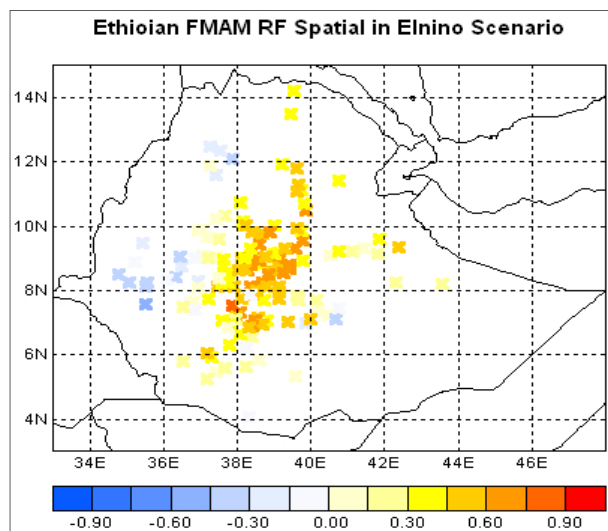 Ethioian FMAM RF Spatial in Elnino Scenario
14N
12N
10N
8N
6N
4N
34E 36E 38E 40E 42E 44E 46E
-0.90 -0.60 -0.30 0.00 0.30 0.60 0.90